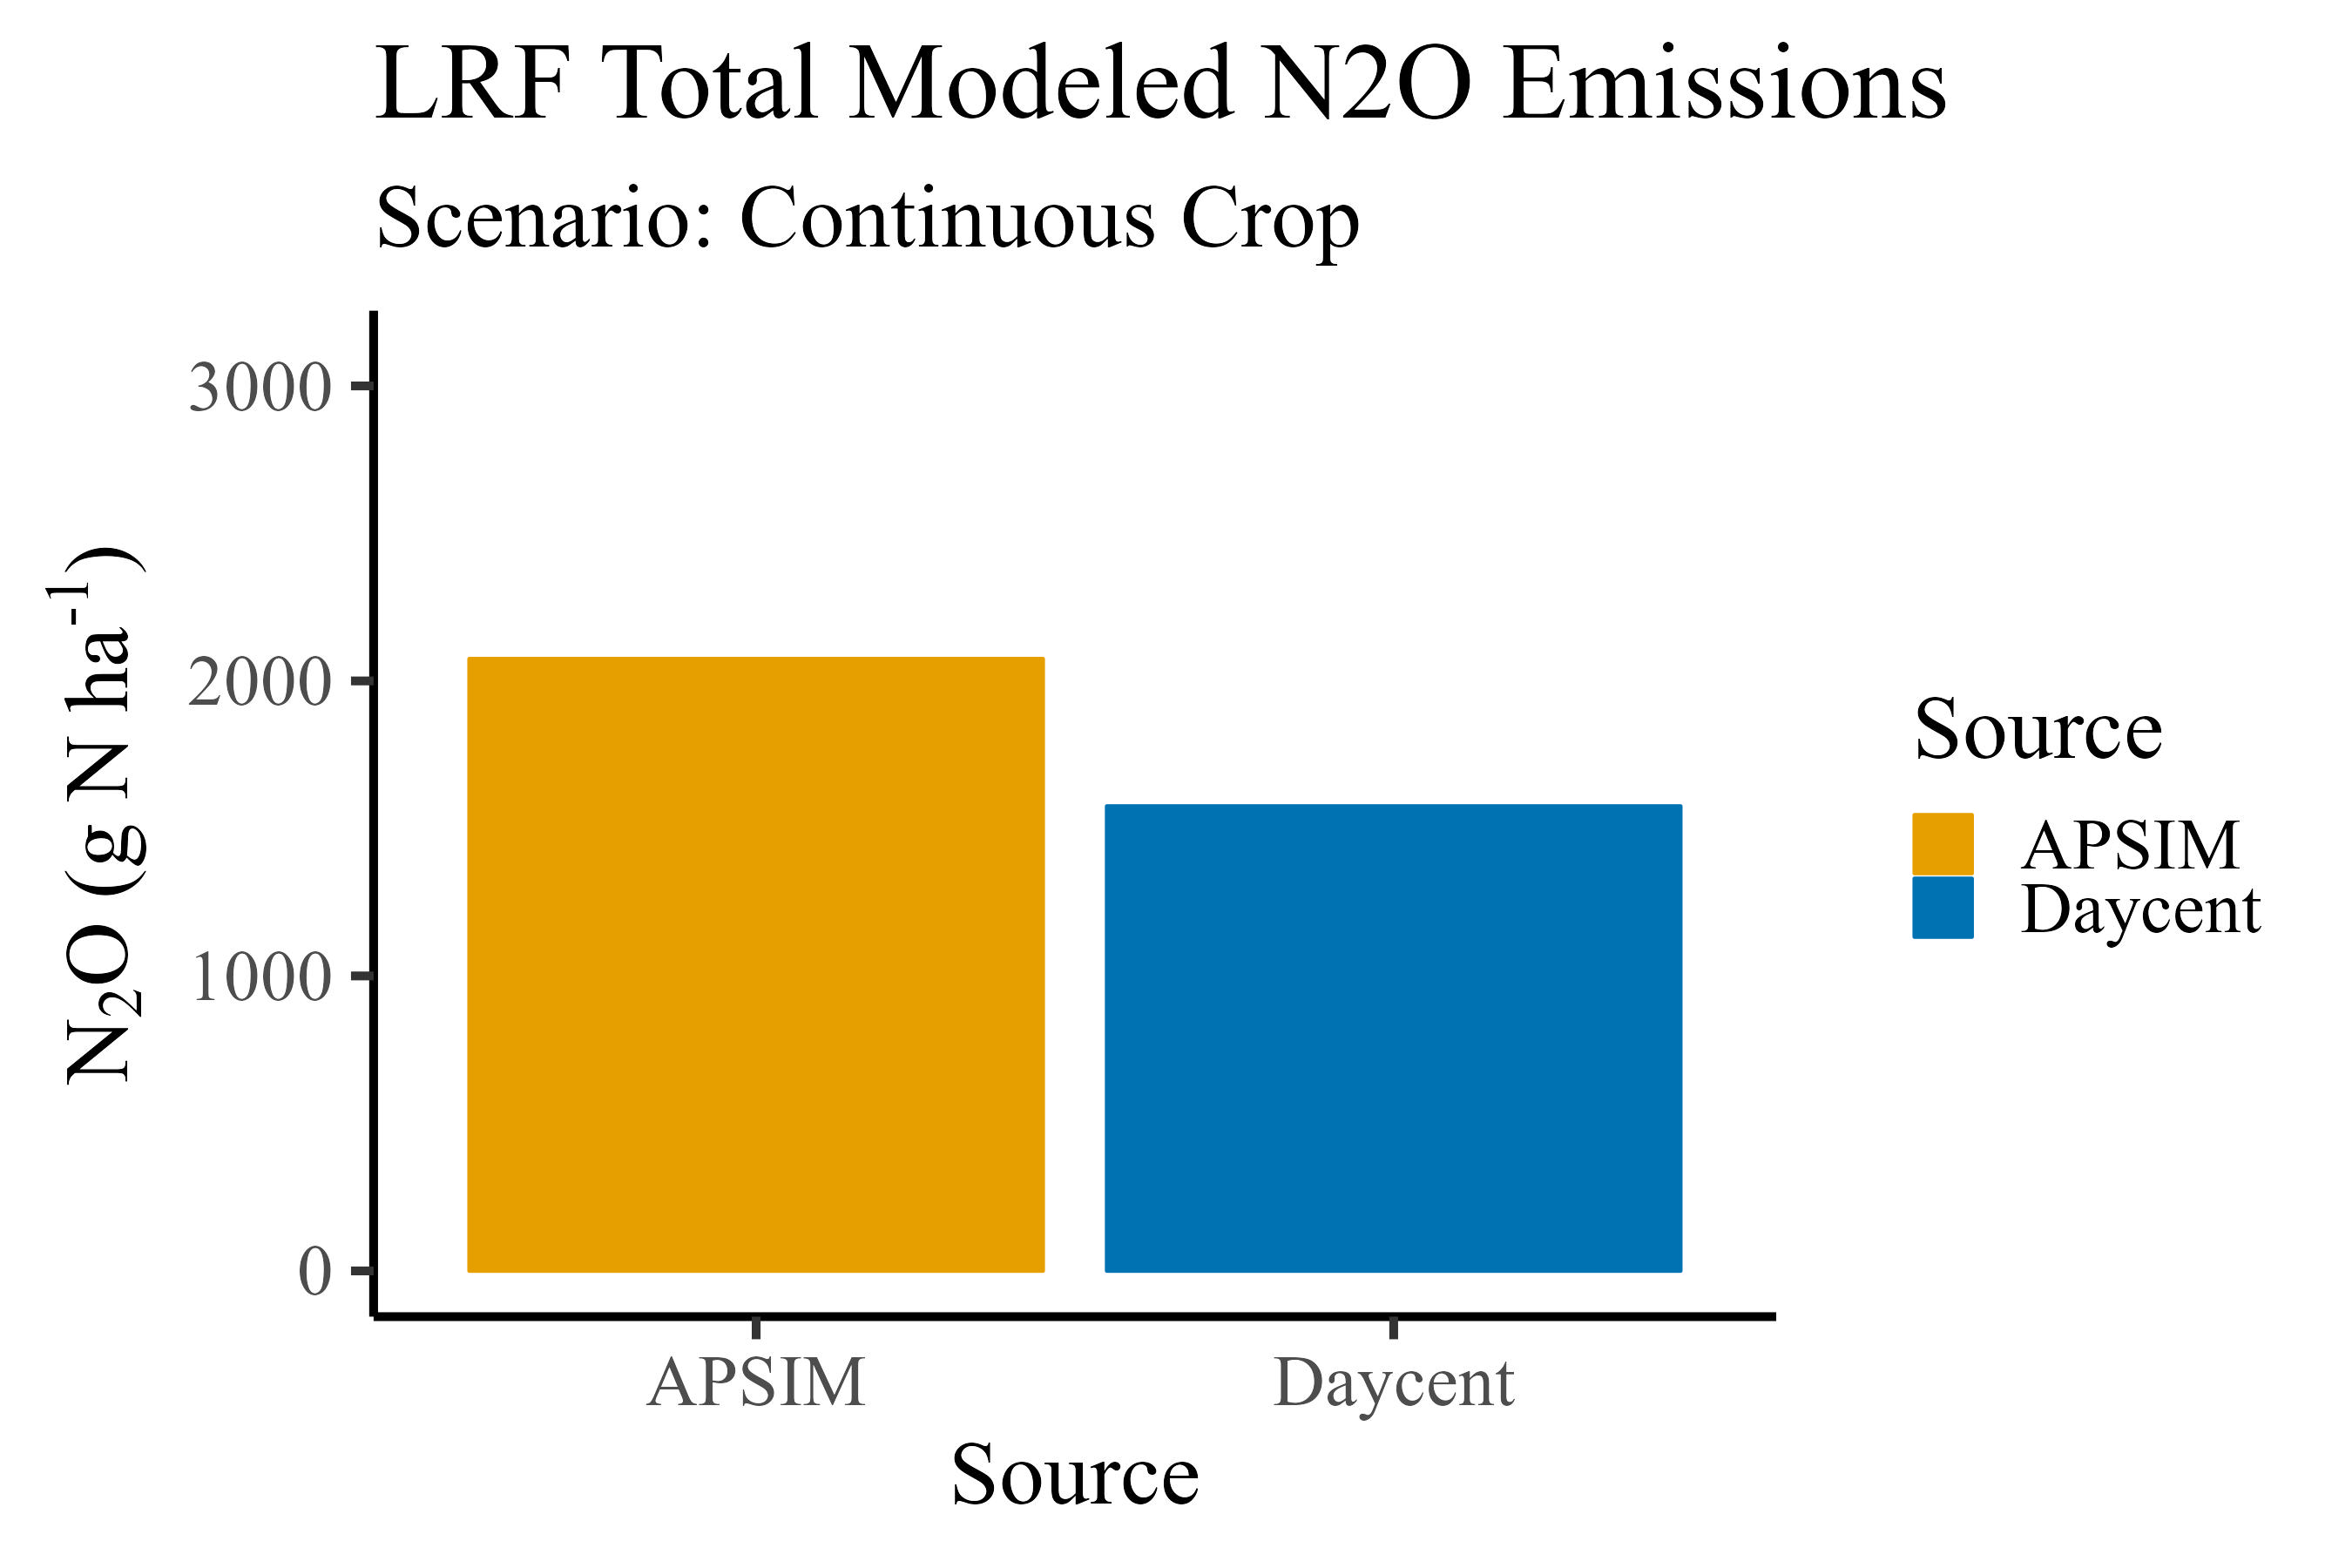 LRF Total Modeled N2O Emissions
Scenario: Continuous Crop
N₂O (g N ha⁻¹)
3000
2000
1000
0
APSIM
Daycent
Source
Source
APSIM
Daycent